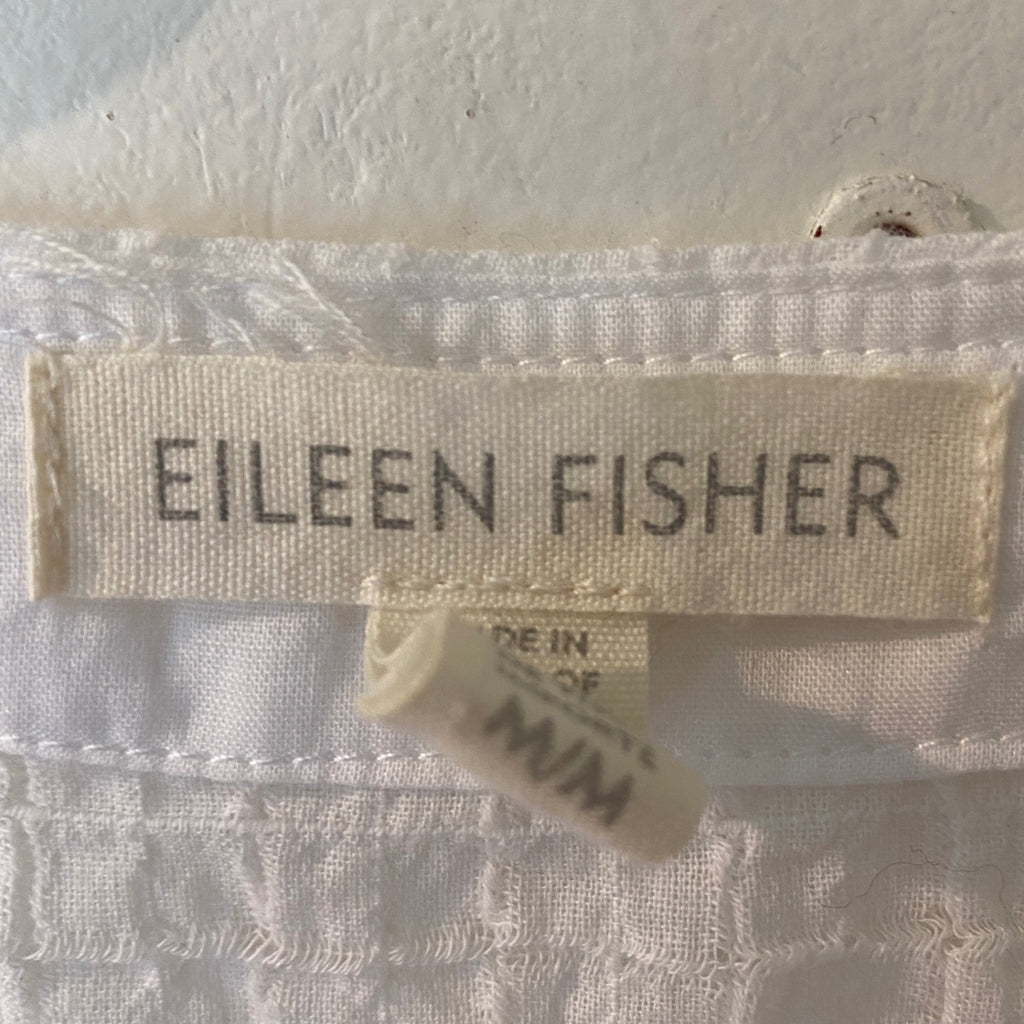 EILEEN FISHER
DE IN
OF
M/M